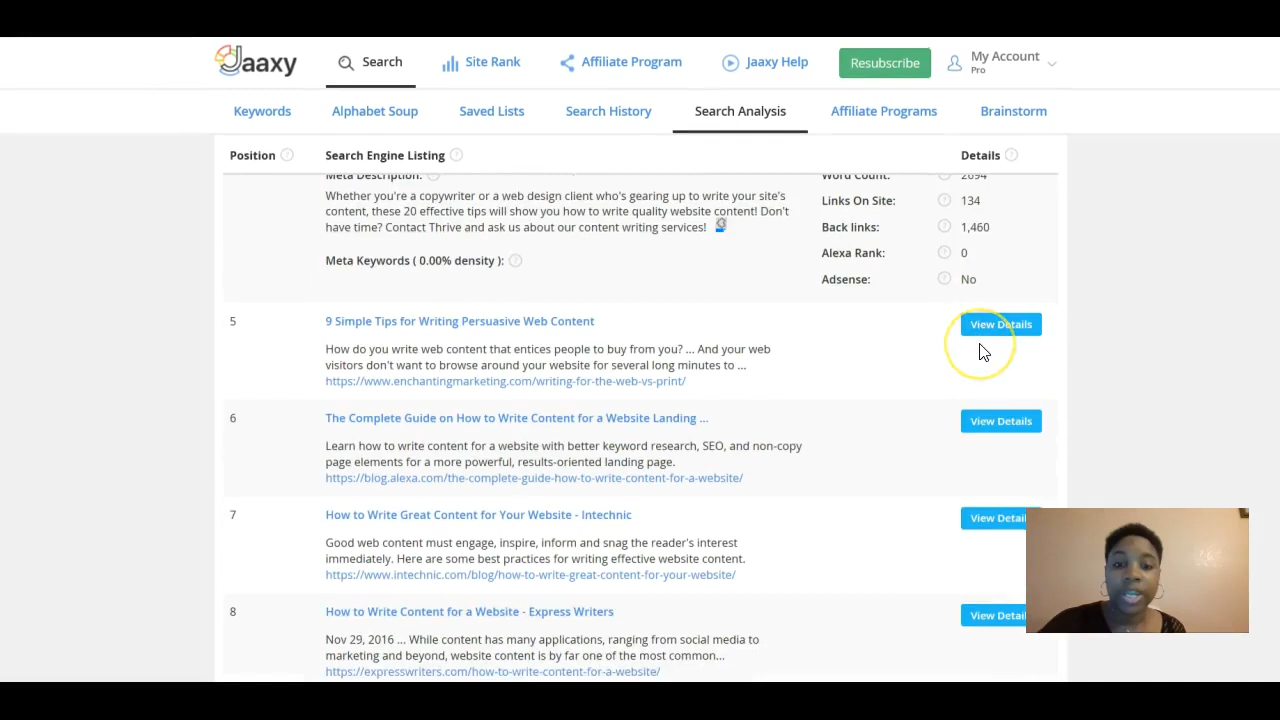 Jaaxy
Search
Site Rank
Affiliate Program
Jaaxy Help
Resubscribe
My Account
Pro
Keywords
Alphabet Soup
Saved Lists
Search History
Search Analysis
Affiliate Programs
Brainstorm
Position
Search Engine Listing
Details
Meta Description:
Word Count: 2694
Whether you're a copywriter or a web design client who's gearing up to write your site's
content, these 20 effective tips will show you how to write quality website content! Don't
have time? Contact Thrive and ask us about our content writing services!
Meta Keywords ( 0.00% density ):
Links On Site: 134
Back links: 1,460
Alexa Rank: 0
Adsense: No
5
9 Simple Tips for Writing Persuasive Web Content
View Details
How do you write web content that entices people to buy from you? ... And your web
visitors don't want to browse around your website for several long minutes to ...
https://www.enchantingmarketing.com/writing-for-the-web-vs-print/
6
The Complete Guide on How to Write Content for a Website Landing ...
View Details
Learn how to write content for a website with better keyword research, SEO, and non-copy
page elements for a more powerful, results-oriented landing page.
https://blog.alexa.com/the-complete-guide-how-to-write-content-for-a-website/
7
How to Write Great Content for Your Website - Intechnic
View Detail
Good web content must engage, inspire, inform and snag the reader's interest
immediately. Here are some best practices for writing effective website content.
https://www.intechnic.com/blog/how-to-write-great-content-for-your-website/
8
How to Write Content for a Website - Express Writers
View Detail
Nov 29, 2016 ... While content has many applications, ranging from social media to
marketing and beyond, website content is by far one of the most common...
https://expresswriters.com/how-to-write-content-for-a-website/